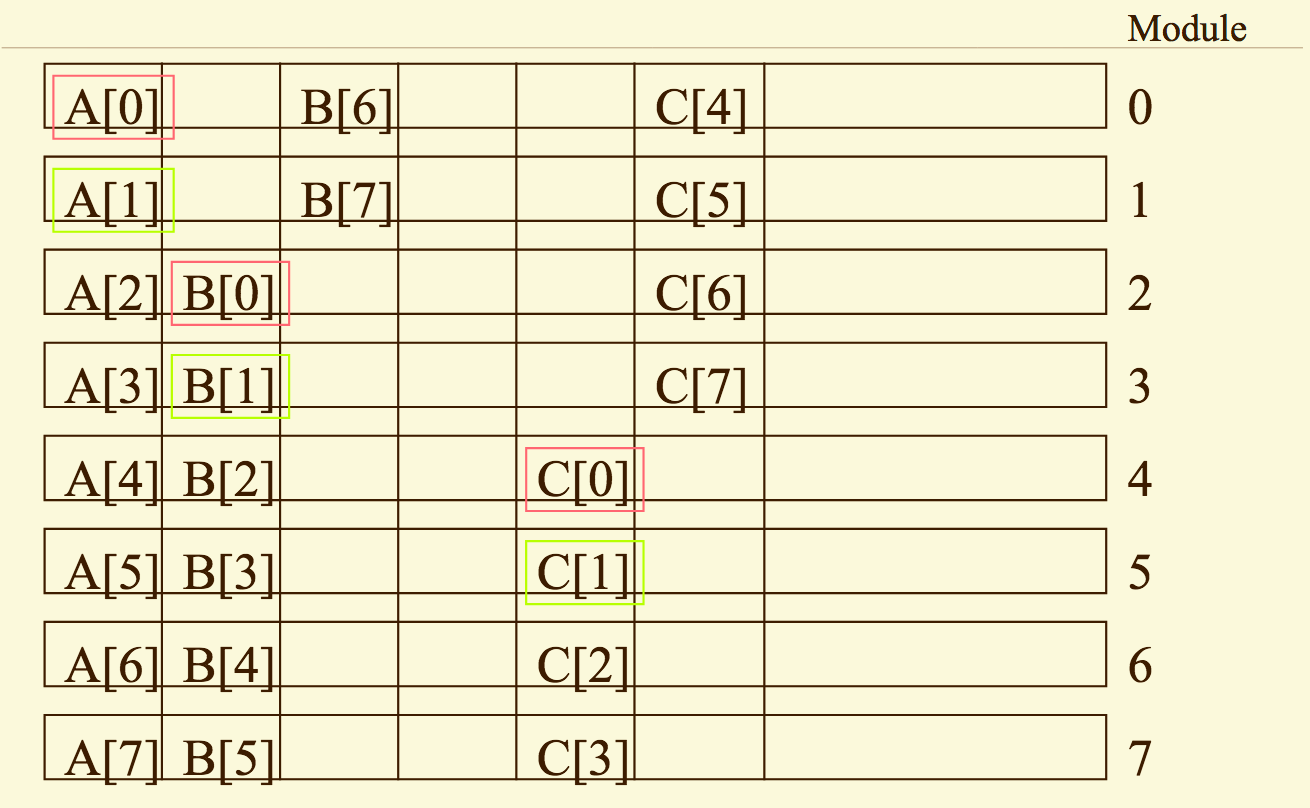 Module
A[0] B[6] C[4] 0
A[1] B[7] C[5] 1
A[2] B[0] C[6] 2
A[3] B[1] C[7] 3
A[4] B[2] C[0] 4
A[5] B[3] C[1] 5
A[6] B[4] C[2] 6
A[7] B[5] C[3] 7